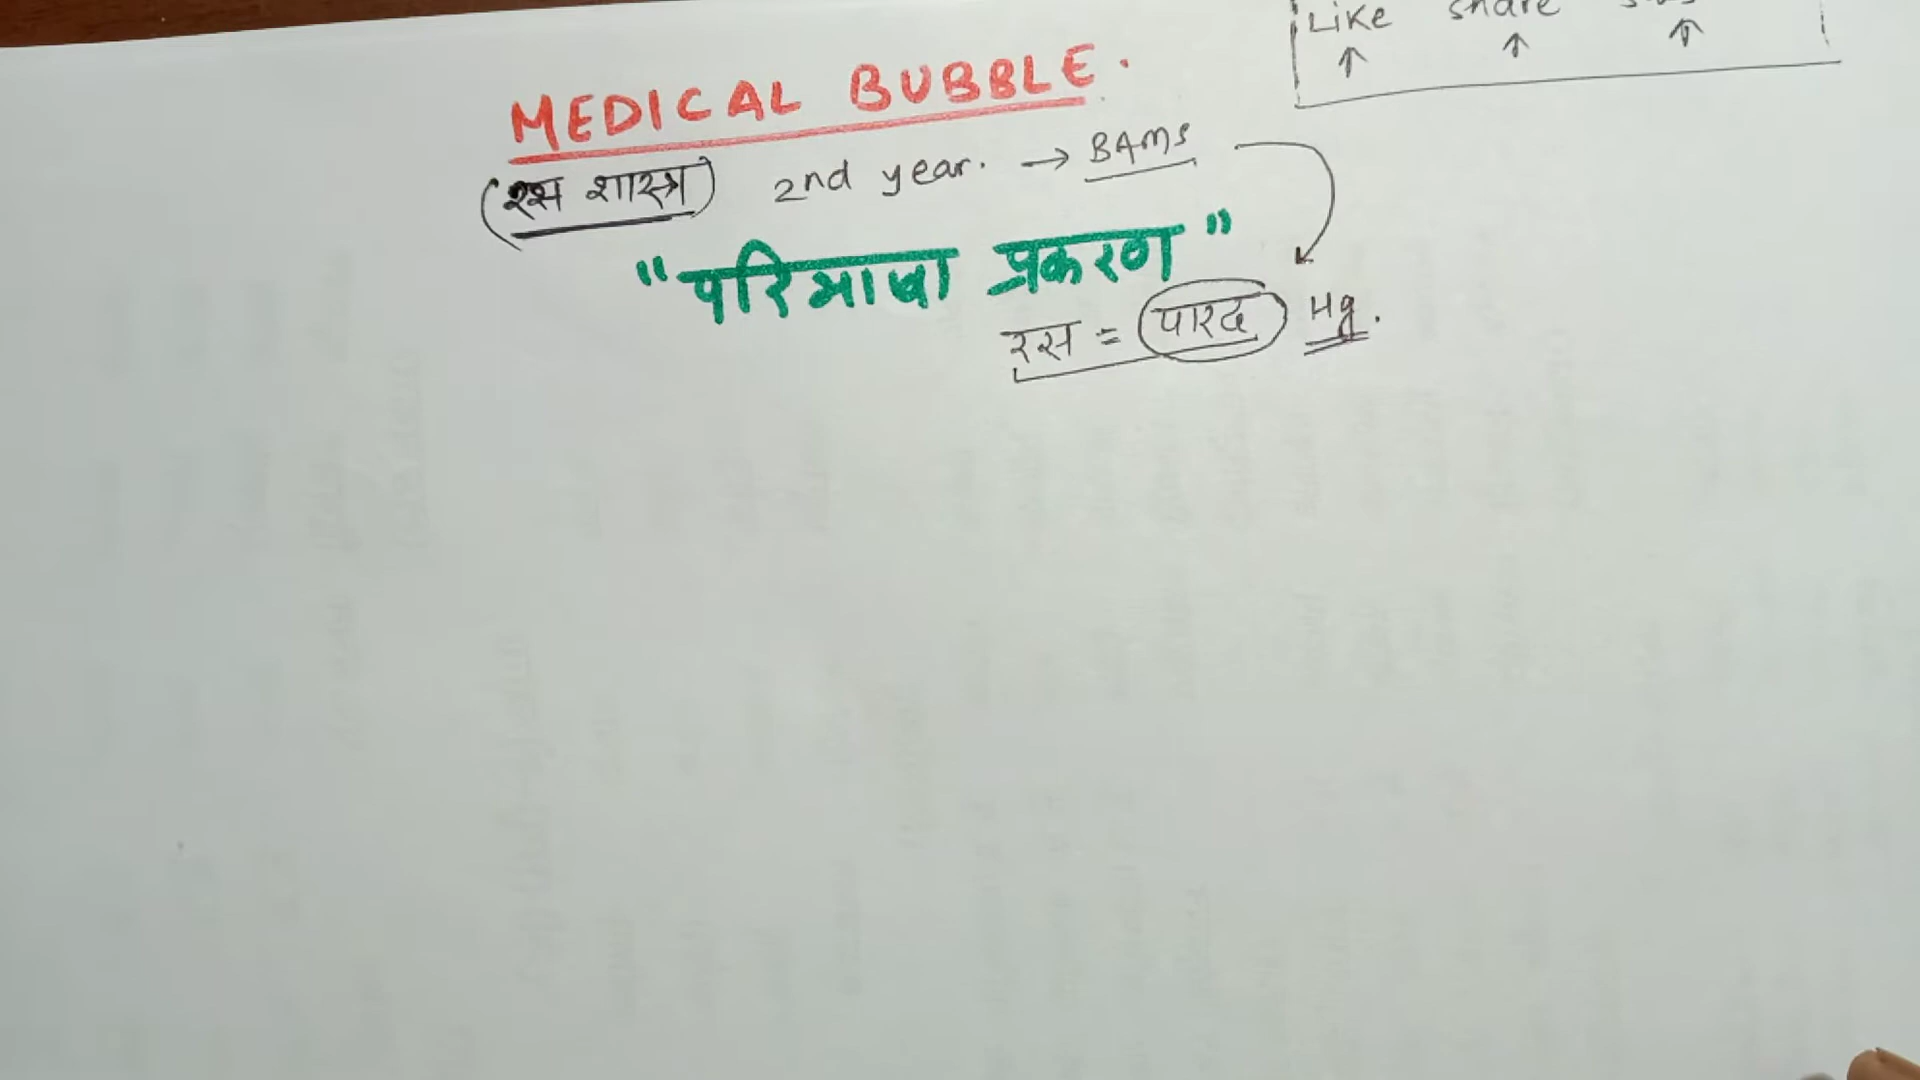 Like share
MEDICAL BUBBLE.
(रस शास्त्र) 2nd year. → BAMS
"परिभाषा प्रकरण"
रस = पारद Hg.